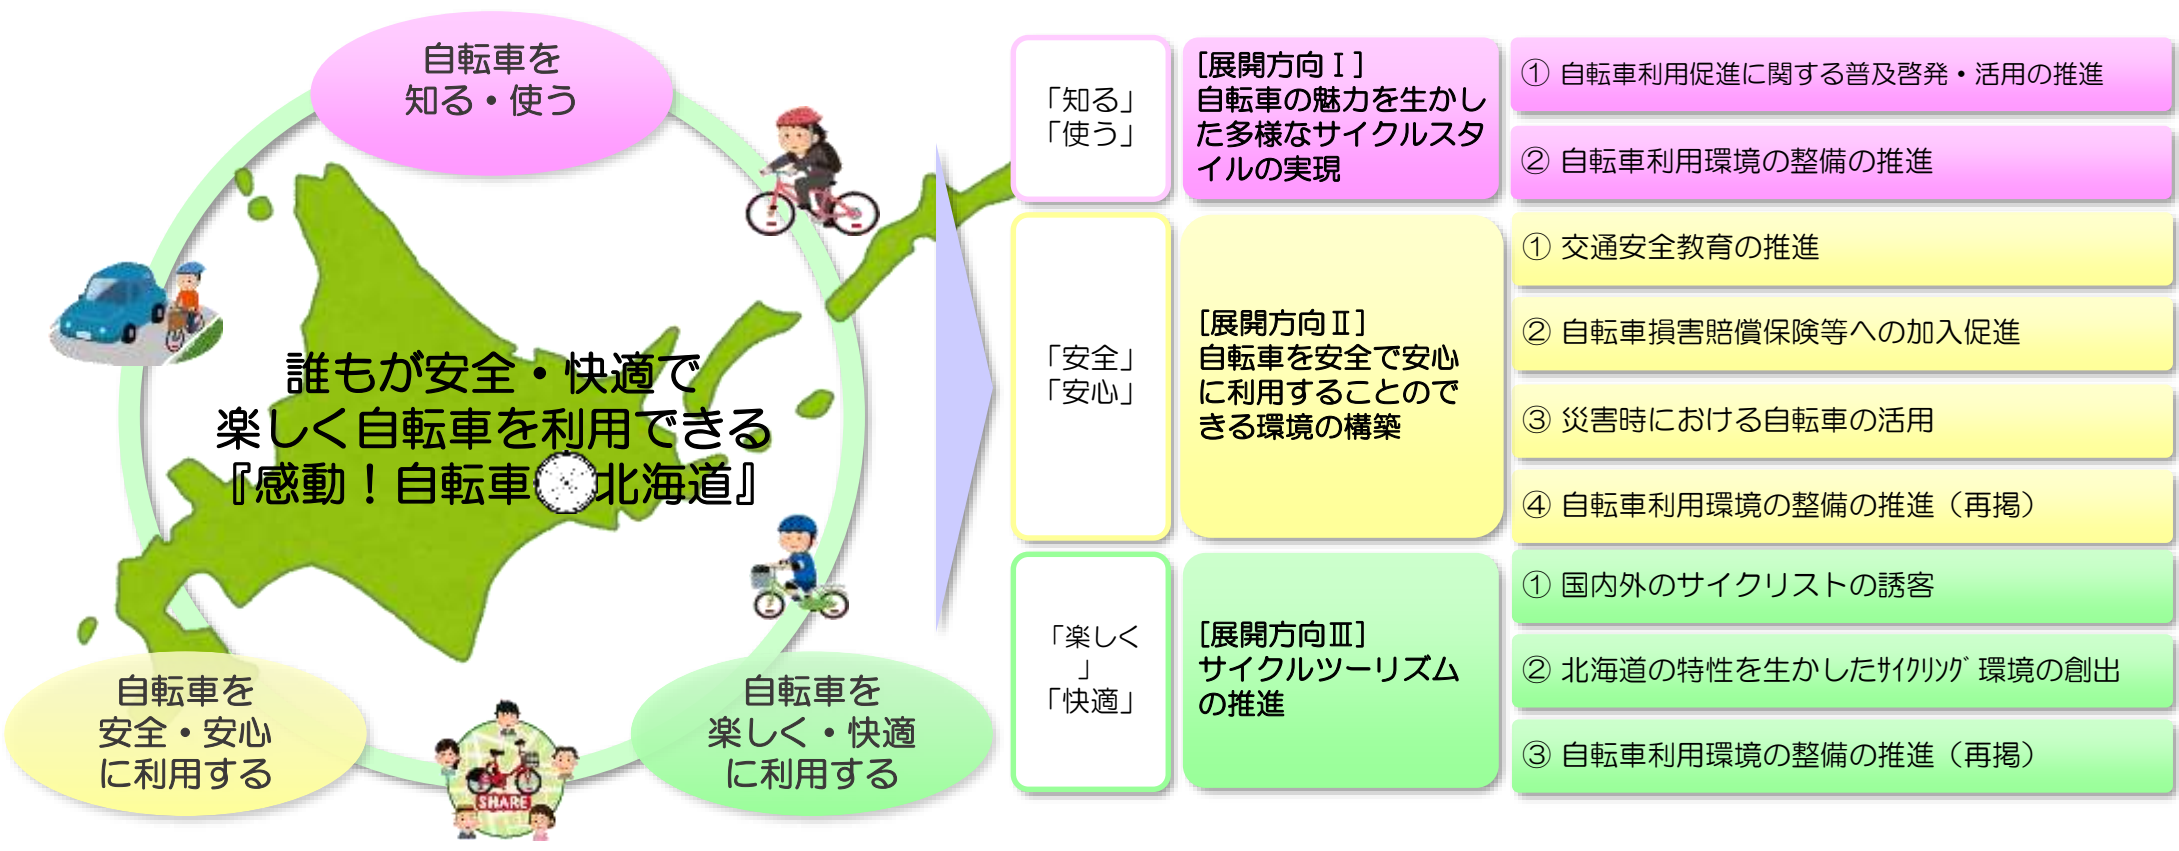 自転車を
知る・使う
誰もが安全・快適で
楽しく自転車を利用できる
『感動！自転車 北海道』
自転車を
安全・安心
に利用する
SHARE
自転車を
楽しく・快適
に利用する
「知る」
「使う」
[展開方向Ⅰ]
自転車の魅力を生かし
た多様なサイクルスタ
イルの実現
① 自転車利用促進に関する普及啓発・活用の推進
② 自転車利用環境の整備の推進
「安全」
「安心」
[展開方向Ⅱ]
自転車を安全で安心
に利用することので
きる環境の構築
① 交通安全教育の推進
② 自転車損害賠償保険等への加入促進
③ 災害時における自転車の活用
④ 自転車利用環境の整備の推進（再掲）
「楽しく
」
「快適」
[展開方向Ⅲ]
サイクルツーリズム
の推進
① 国内外のサイクリストの誘客
② 北海道の特性を生かしたｻｲｸﾘﾝｸﾞ環境の創出
③ 自転車利用環境の整備の推進（再掲）